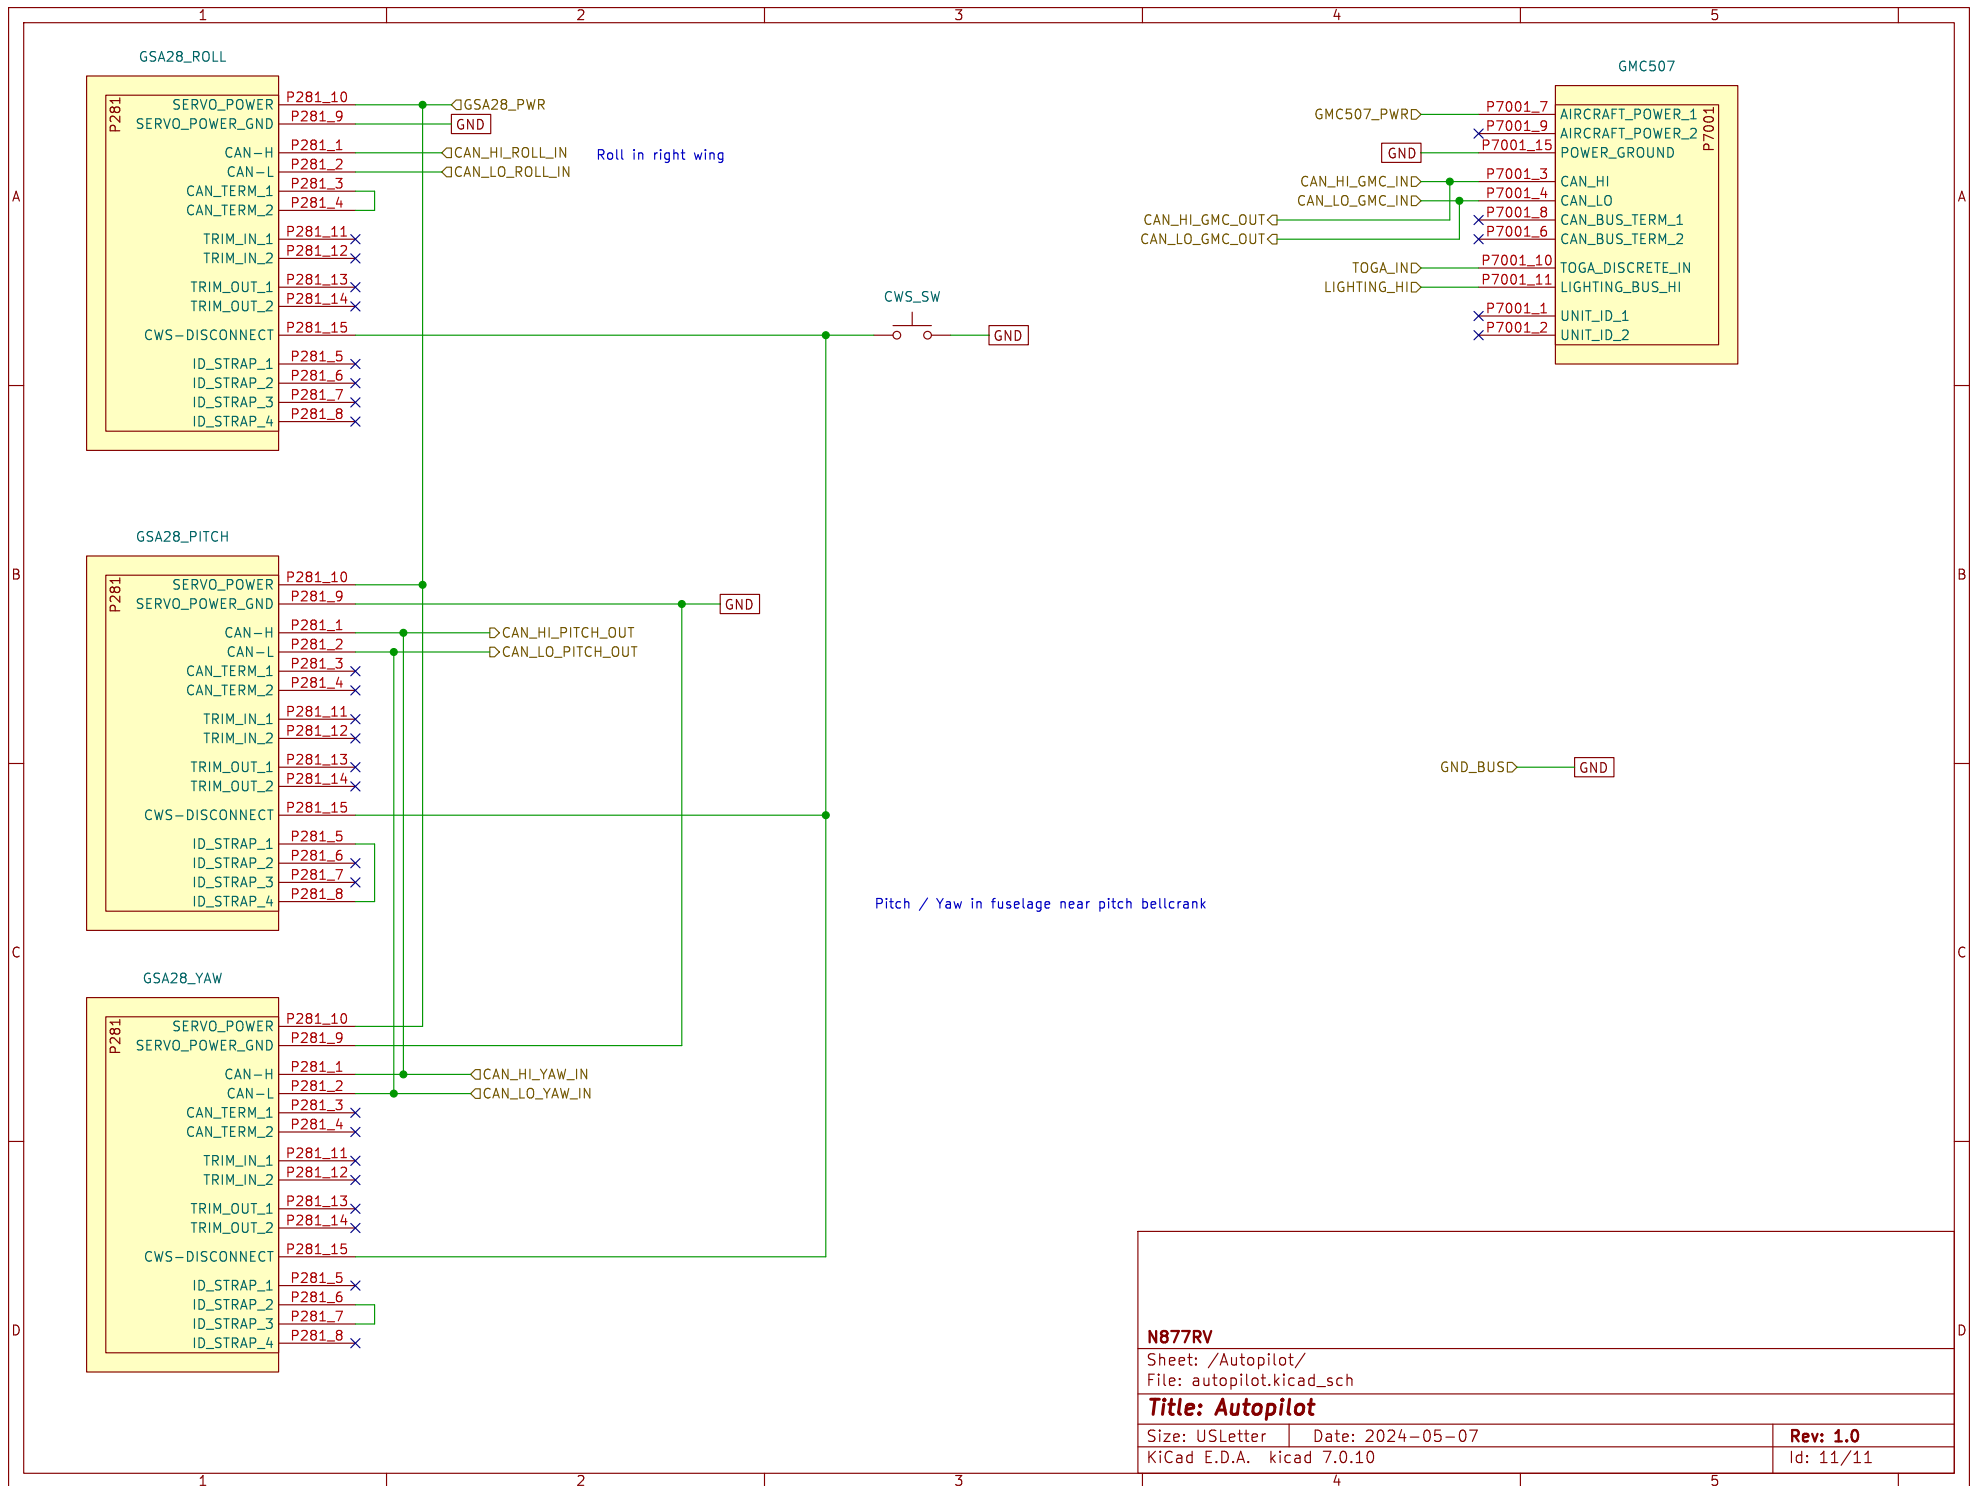 1 2 3 4 5
GSA28_ROLL
P281
SERVO_POWER P281_10 GSA28_PWR
SERVO_POWER_GND P281_9 GND
CAN-H P281_1 CAN_HI_ROLL_IN
Roll in right wing
CAN-L P281_2 CAN_LO_ROLL_IN
CAN_TERM_1 P281_3
CAN_TERM_2 P281_4
TRIM_IN_1 P281_11
TRIM_IN_2 P281_12
TRIM_OUT_1 P281_13
TRIM_OUT_2 P281_14
CWS-DISCONNECT P281_15
CWS_SW
GND
ID_STRAP_1 P281_5
ID_STRAP_2 P281_6
ID_STRAP_3 P281_7
ID_STRAP_4 P281_8
GMC507
P7001
GMC507_PWR P7001_7 AIRCRAFT_POWER_1
P7001_9 AIRCRAFT_POWER_2
GND P7001_15 POWER_GROUND
CAN_HI_GMC_IN P7001_3 CAN_HI
CAN_LO_GMC_IN P7001_4 CAN_LO
CAN_HI_GMC_OUT P7001_8 CAN_BUS_TERM_1
CAN_LO_GMC_OUT P7001_6 CAN_BUS_TERM_2
TOGA_IN P7001_10 TOGA_DISCRETE_IN
LIGHTING_HI P7001_11 LIGHTING_BUS_HI
P7001_1 UNIT_ID_1
P7001_2 UNIT_ID_2
A A
B B
GSA28_PITCH
P281
SERVO_POWER P281_10
SERVO_POWER_GND P281_9 GND
CAN-H P281_1 CAN_HI_PITCH_OUT
CAN-L P281_2 CAN_LO_PITCH_OUT
CAN_TERM_1 P281_3
CAN_TERM_2 P281_4
TRIM_IN_1 P281_11
TRIM_IN_2 P281_12
TRIM_OUT_1 P281_13
TRIM_OUT_2 P281_14
CWS-DISCONNECT P281_15
ID_STRAP_1 P281_5
ID_STRAP_2 P281_6
ID_STRAP_3 P281_7
ID_STRAP_4 P281_8
GND_BUS GND
Pitch / Yaw in fuselage near pitch bellcrank
C C
GSA28_YAW
P281
SERVO_POWER P281_10
SERVO_POWER_GND P281_9
CAN-H P281_1 CAN_HI_YAW_IN
CAN-L P281_2 CAN_LO_YAW_IN
CAN_TERM_1 P281_3
CAN_TERM_2 P281_4
TRIM_IN_1 P281_11
TRIM_IN_2 P281_12
TRIM_OUT_1 P281_13
TRIM_OUT_2 P281_14
CWS-DISCONNECT P281_15
ID_STRAP_1 P281_5
ID_STRAP_2 P281_6
ID_STRAP_3 P281_7
ID_STRAP_4 P281_8
D D
N877RV
Sheet: /Autopilot/
File: autopilot.kicad_sch
Title: Autopilot
Size: USLetter Date: 2024-05-07 Rev: 1.0
KiCad E.D.A. kicad 7.0.10 Id: 11/11
1 2 3 4 5